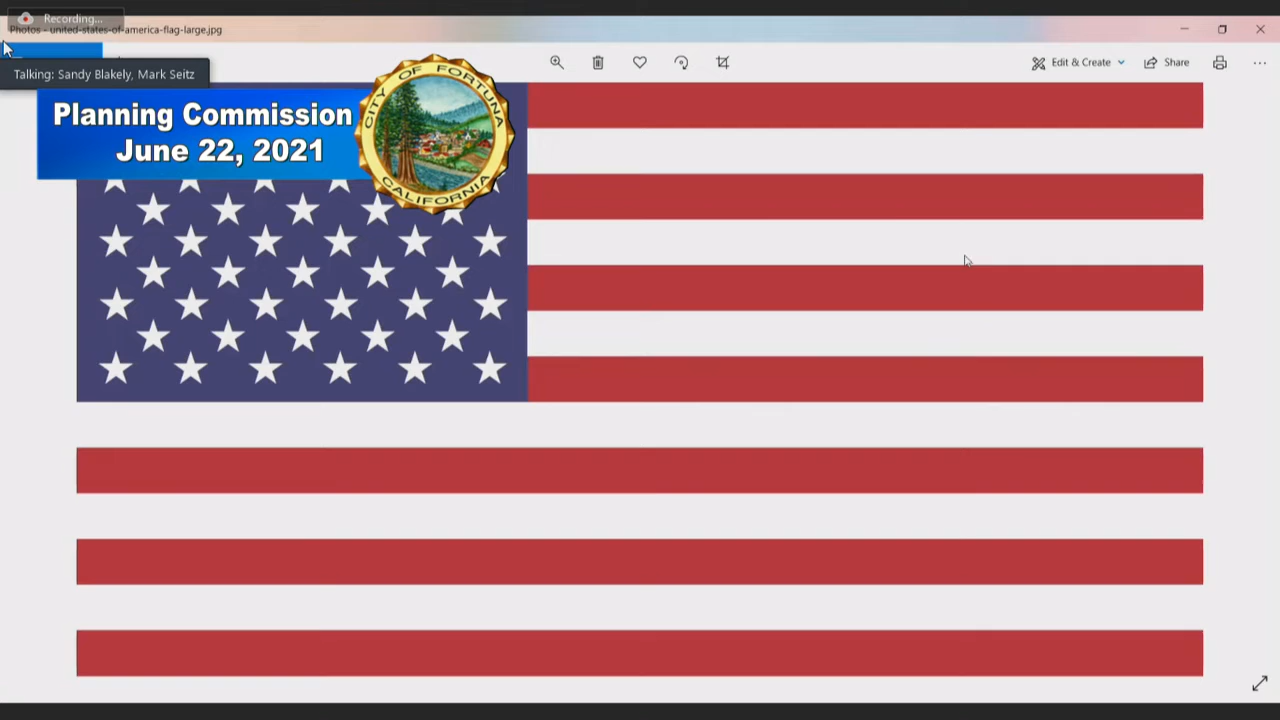 Recording...
Photos - united-states-of-america-flag-large.jpg
Talking: Sandy Blakely, Mark Seitz
Edit & Create
Share
Planning Commission
June 22, 2021
CITY OF FORTUNA
CALIFORNIA